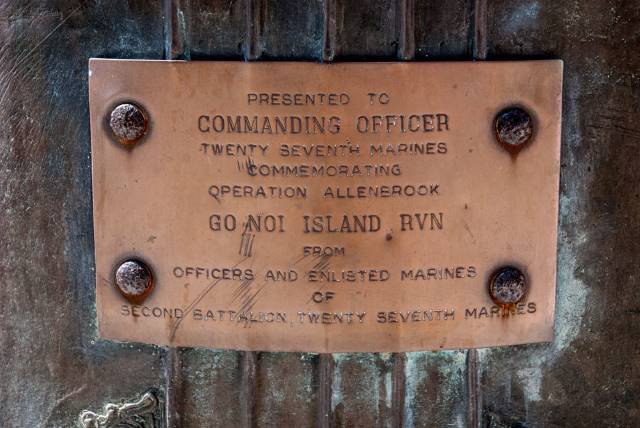 PRESENTED TO
COMMANDING OFFICER
TWENTY SEVENTH MARINES
COMMEMORATING
OPERATION ALLENBROOK
GO NOI ISLAND, RVN
FROM
OFFICERS AND ENLISTED MARINES
OF
SECOND BATTALION, TWENTY SEVENTH MARINES